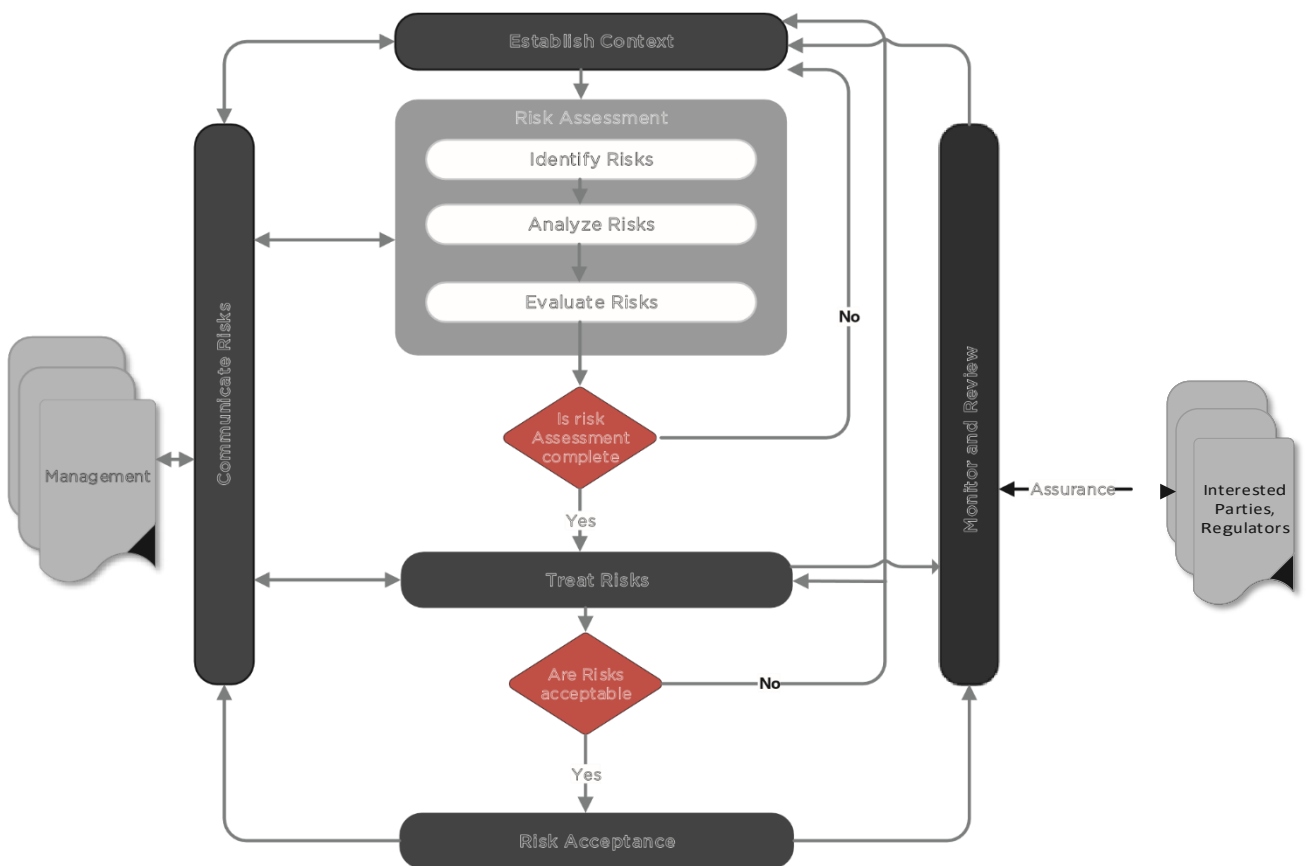 Establish Context
Risk Assessment
Identify Risks
Analyze Risks
Evaluate Risks
No
Communicate Risks
Monitor and Review
Is risk
Assessment
complete
Management
Assurance
Interested
Parties,
Regulators
Yes
Treat Risks
Are Risks
acceptable
No
Yes
Risk Acceptance